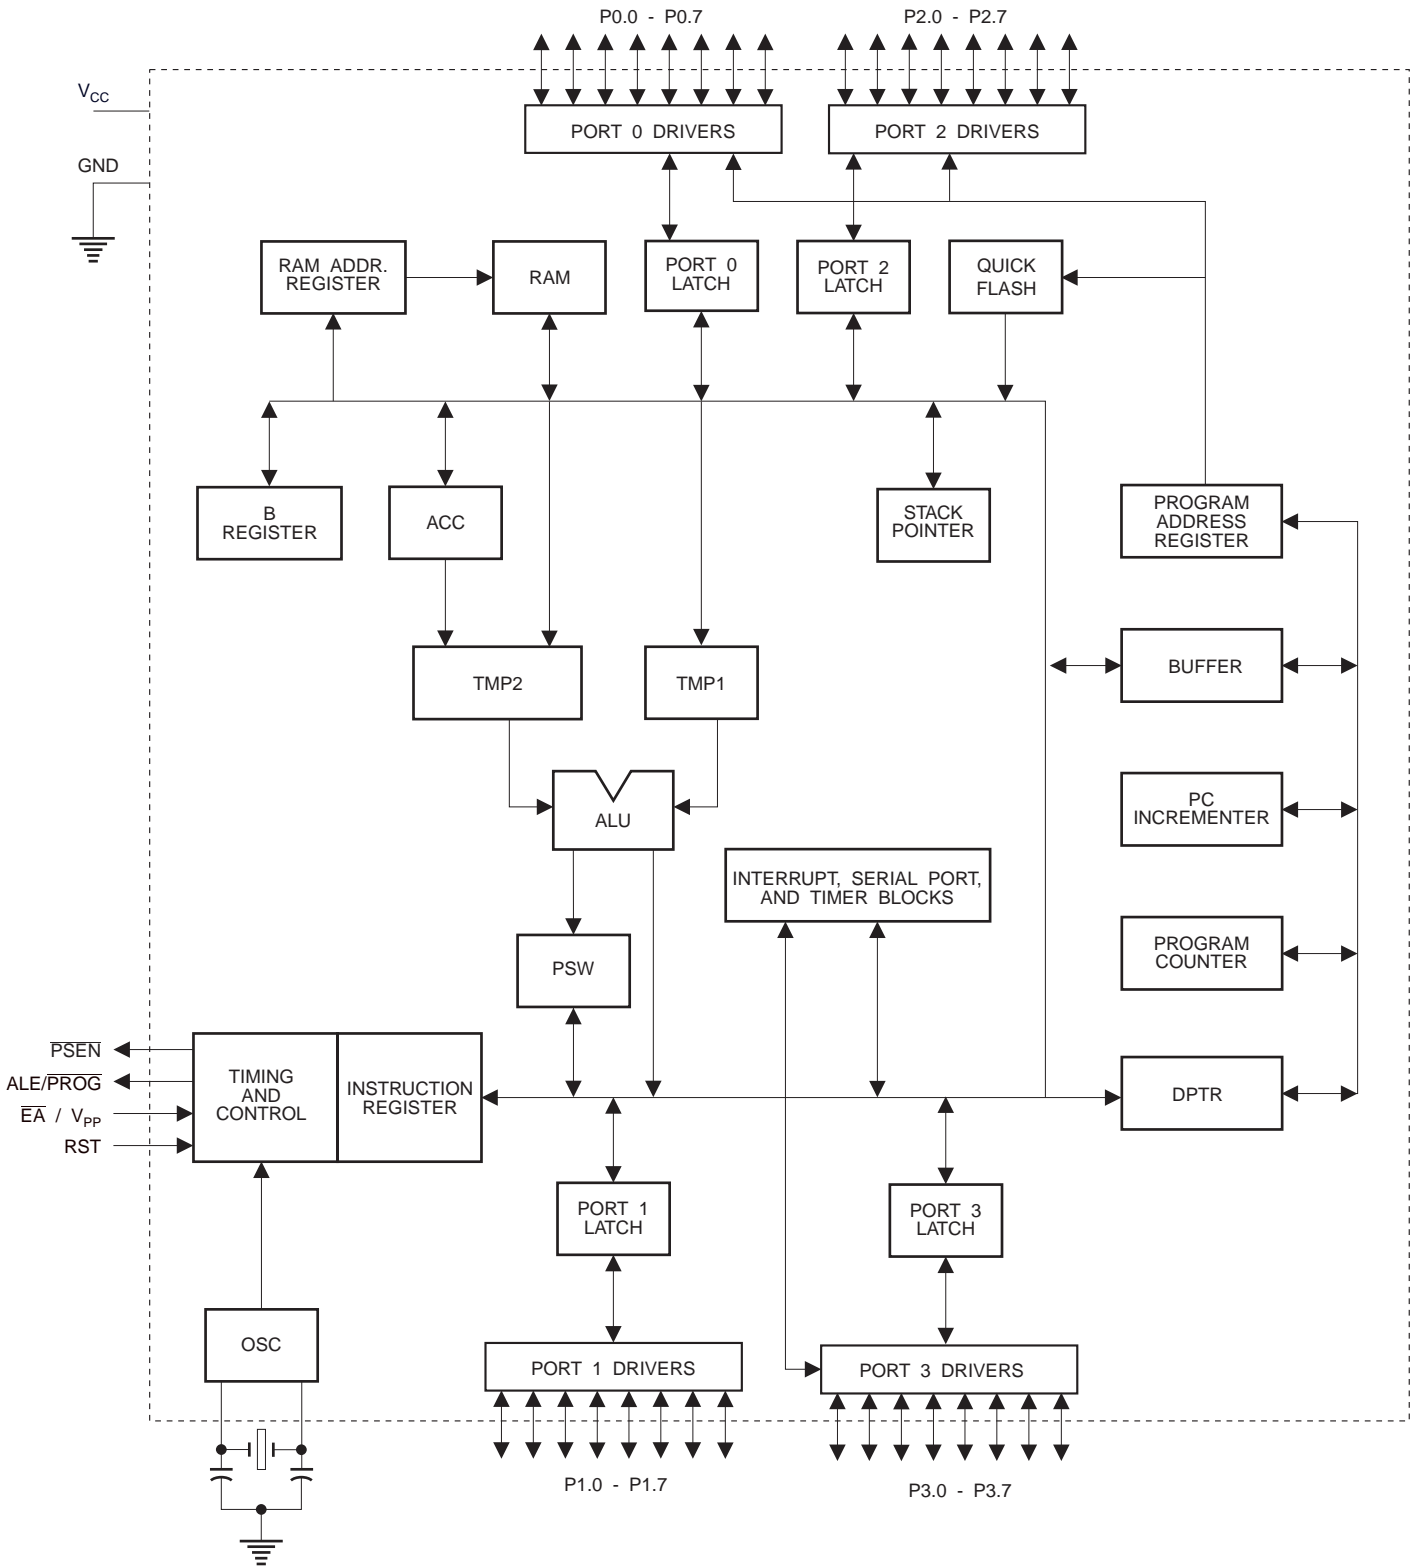 P0.0 - P0.7
P2.0 - P2.7
VCC
GND
PORT 0 DRIVERS
PORT 2 DRIVERS
RAM ADDR.
REGISTER
RAM
PORT 0
LATCH
PORT 2
LATCH
QUICK
FLASH
B
REGISTER
ACC
STACK
POINTER
PROGRAM
ADDRESS
REGISTER
TMP2
TMP1
BUFFER
ALU
PC
INCREMENTER
INTERRUPT, SERIAL PORT,
AND TIMER BLOCKS
PSW
PROGRAM
COUNTER
PSEN
ALE/PROG
EA / VPP
RST
TIMING
AND
CONTROL
INSTRUCTION
REGISTER
DPTR
PORT 1
LATCH
PORT 3
LATCH
OSC
PORT 1 DRIVERS
PORT 3 DRIVERS
P1.0 - P1.7
P3.0 - P3.7